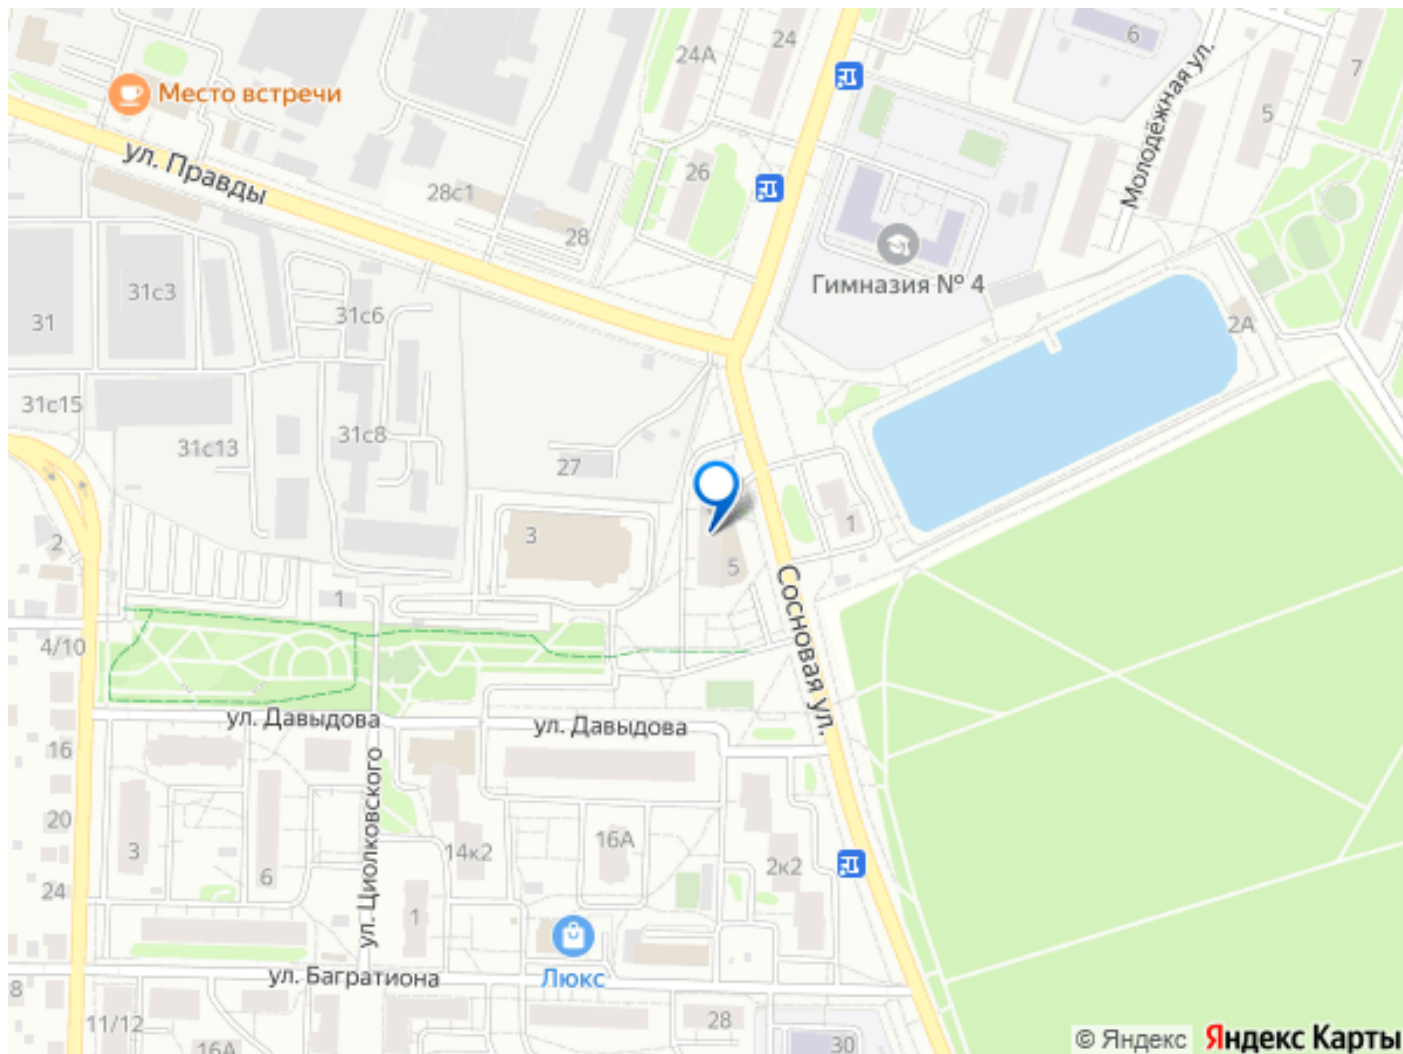 24А
24
6
7
5
Место встречи
ул. Правды
Молодёжная ул.
26
28с1
28
Гимназия № 4
2А
31с3
31с6
31
31с15
31с13
31с8
27
1
3
5
2
1
4/10
Сосновая ул.
ул. Давыдова
ул. Давыдова
16
20
3
6
ул. Циолковского
14к2
16А
2к2
24
1
Люкс
ул. Багратиона
8
11/12
16А
28
30
© Яндекс Яндекс Карты